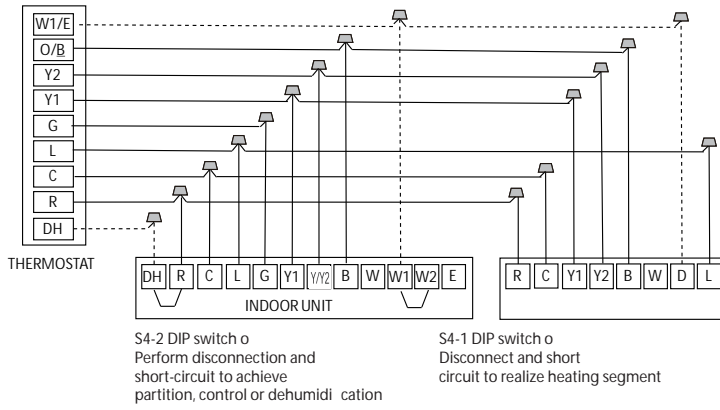 W1/E
O/B
Y2
Y1
G
L
C
R
DH
THERMOSTAT
DH R C L G Y1 Y/Y2 B W W1 W2 E
INDOOR UNIT
R C Y1 Y2 B W D L
S4-2 DIP switch o
Perform disconnection and
short-circuit to achieve
partition, control or dehumidi cation
S4-1 DIP switch o
Disconnect and short
circuit to realize heating segment